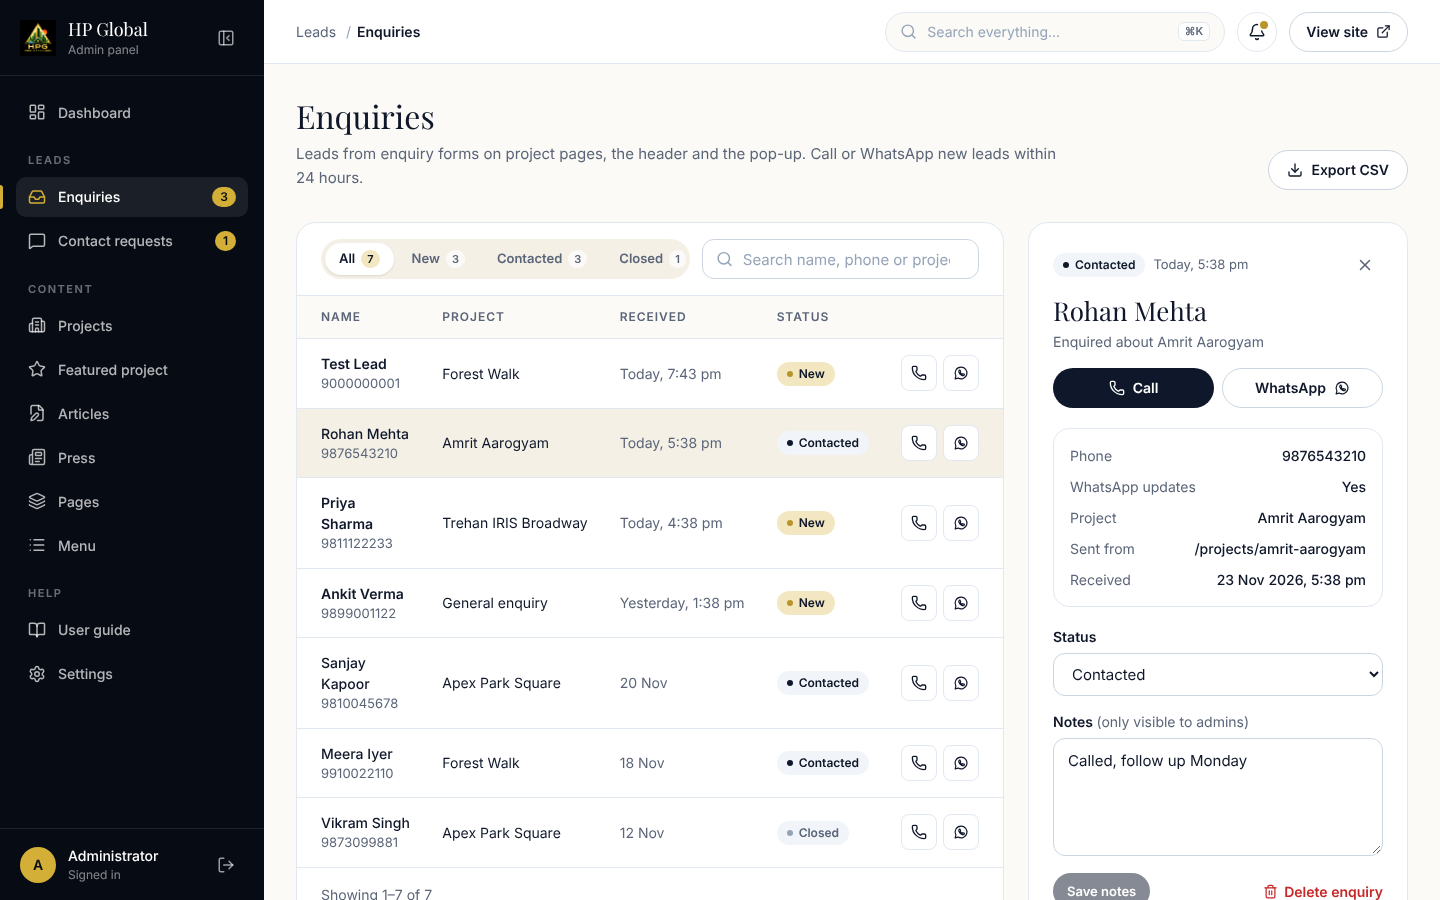 HP Global
Admin panel
Dashboard
LEADS
Enquiries 3
Contact requests 1
CONTENT
Projects
Featured project
Articles
Press
Pages
Menu
HELP
User guide
Settings
A Administrator
Signed in
Leads / Enquiries
Search everything... ⌘K
View site
Enquiries
Leads from enquiry forms on project pages, the header and the pop-up. Call or WhatsApp new leads within
24 hours.
Export CSV
All 7 New 3 Contacted 3 Closed 1
Search name, phone or projec
NAME PROJECT RECEIVED STATUS
Test Lead
9000000001
Forest Walk
Today, 7:43 pm
New
Rohan Mehta
9876543210
Amrit Aarogyam
Today, 5:38 pm
Contacted
Priya
Sharma
9811122233
Trehan IRIS Broadway
Today, 4:38 pm
New
Ankit Verma
9899001122
General enquiry
Yesterday, 1:38 pm
New
Sanjay
Kapoor
9810045678
Apex Park Square
20 Nov
Contacted
Meera Iyer
9910022110
Forest Walk
18 Nov
Contacted
Vikram Singh
9873099881
Apex Park Square
12 Nov
Closed
Showing 1–7 of 7
Contacted Today, 5:38 pm
Rohan Mehta
Enquired about Amrit Aarogyam
Call
WhatsApp
Phone 9876543210
WhatsApp updates Yes
Project Amrit Aarogyam
Sent from /projects/amrit-aarogyam
Received 23 Nov 2026, 5:38 pm
Status
Contacted
Notes (only visible to admins)
Called, follow up Monday
Save notes
Delete enquiry